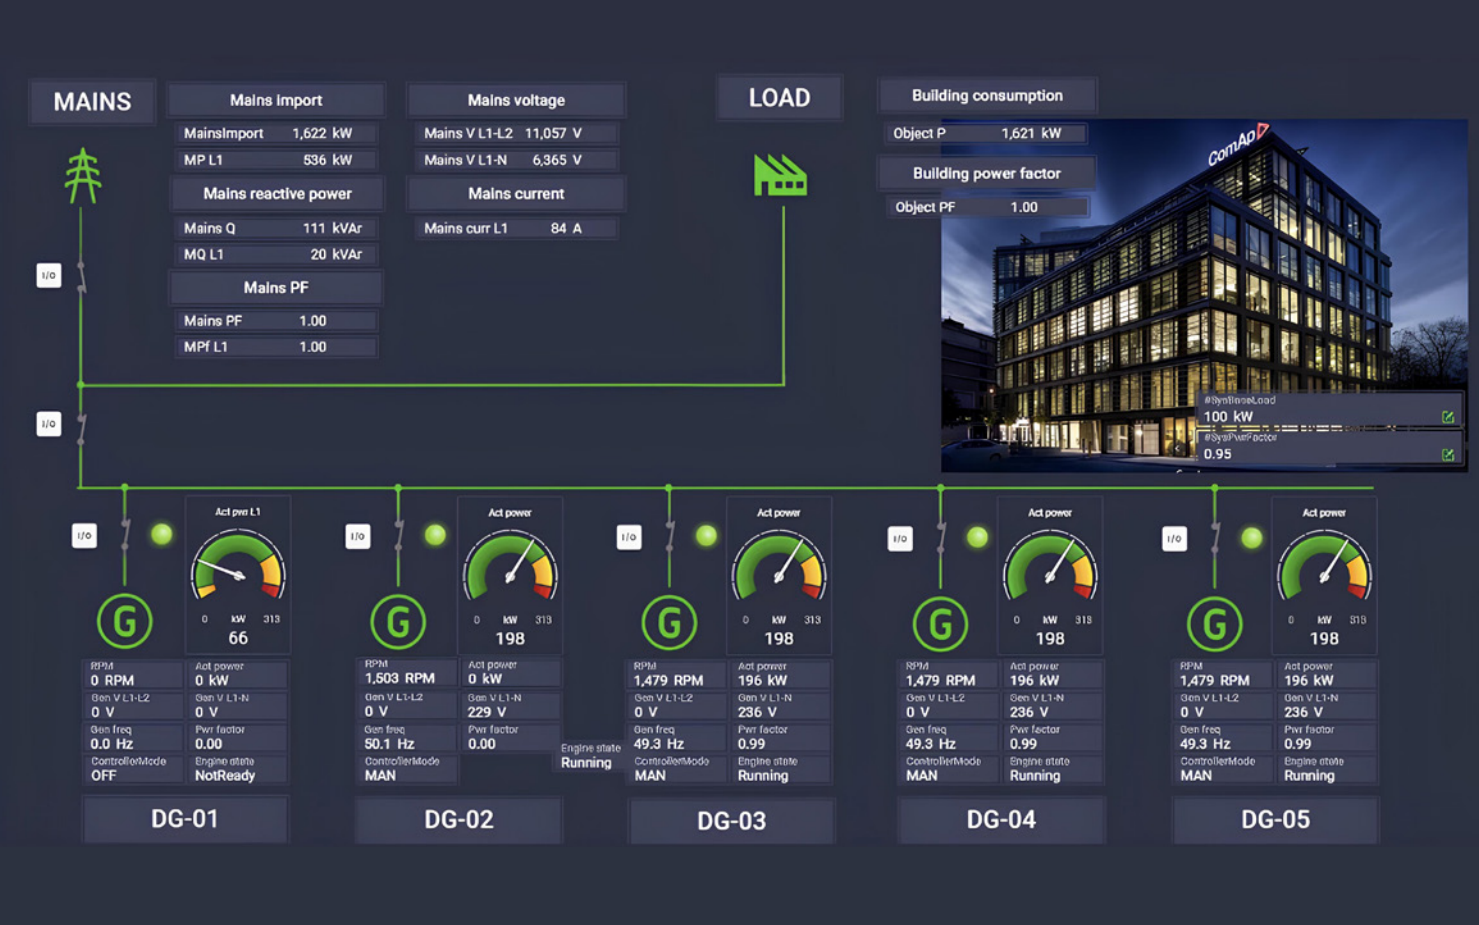 MAINS
Mains import
MainsImport 1,622 kW
MP L1 536 kW
Mains reactive power
Mains Q 111 kVAr
MQ L1 20 kVAr
Mains PF
Mains PF 1.00
MPf L1 1.00
Mains voltage
Mains V L1-L2 11,057 V
Mains V L1-N 6,365 V
Mains current
Mains curr L1 84 A
LOAD
Building consumption
Object P 1,621 kW
Building power factor
Object PF 1.00
ComAp
#SysBaseLoad
100 kW
#SysPwrFactor
0.95
I/O
I/O
I/O
Act pwr L1
0 kW 313
66
RPM
0 RPM
Act power
0 kW
Gen V L1-L2
0 V
Gen V L1-N
0 V
Gen freq
0.0 Hz
Pwr factor
0.00
ControllerMode
OFF
Engine state
NotReady
G
DG-01
I/O
Act power
0 kW 313
198
G
RPM
1,503 RPM
Act power
0 kW
Gen V L1-L2
0 V
Gen V L1-N
229 V
Gen freq
50.1 Hz
Pwr factor
0.00
ControllerMode
MAN
Engine state
Running
DG-02
I/O
Act power
0 kW 313
198
G
RPM
1,479 RPM
Act power
196 kW
Gen V L1-L2
0 V
Gen V L1-N
236 V
Gen freq
49.3 Hz
Pwr factor
0.99
ControllerMode
MAN
Engine state
Running
DG-03
I/O
Act power
0 kW 313
198
G
RPM
1,479 RPM
Act power
196 kW
Gen V L1-L2
0 V
Gen V L1-N
236 V
Gen freq
49.3 Hz
Pwr factor
0.99
ControllerMode
MAN
Engine state
Running
DG-04
I/O
Act power
0 kW 313
198
G
RPM
1,479 RPM
Act power
196 kW
Gen V L1-L2
0 V
Gen V L1-N
236 V
Gen freq
49.3 Hz
Pwr factor
0.99
ControllerMode
MAN
Engine state
Running
DG-05